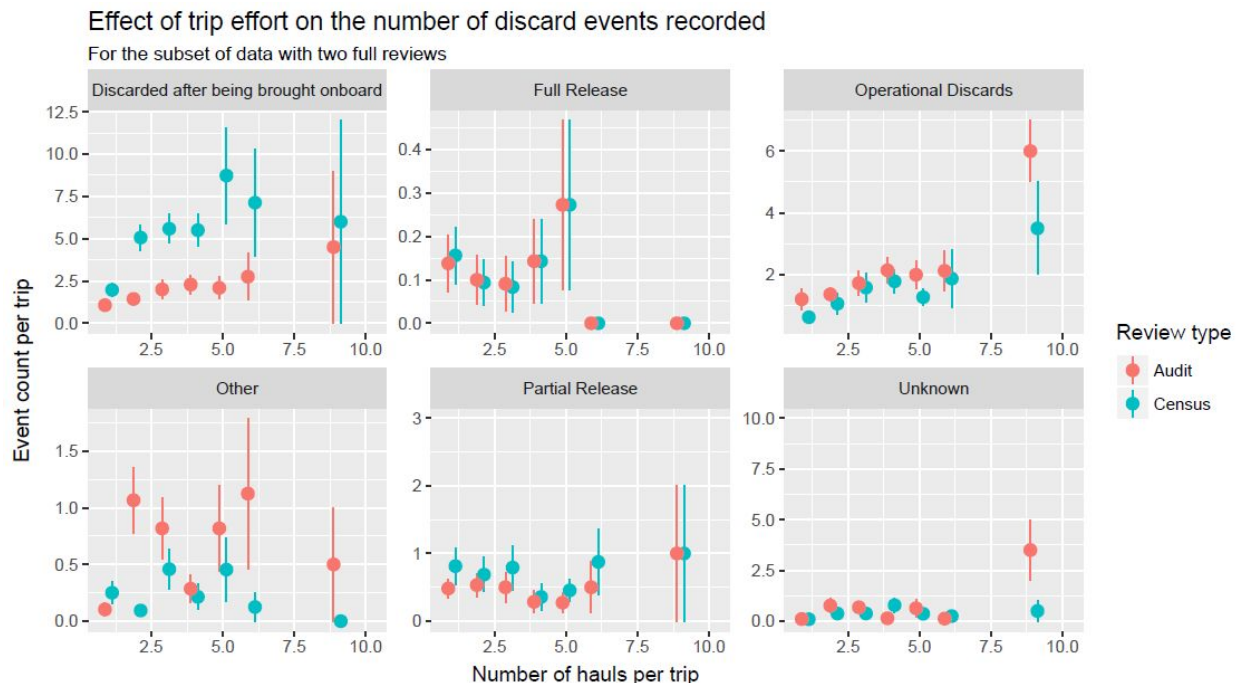 Effect of trip effort on the number of discard events recorded
For the subset of data with two full reviews
Discarded after being brought onboard
Full Release
Operational Discards
12.5
10.0
7.5
5.0
2.5
0.0
0.4
0.3
0.2
0.1
0.0
6
4
2
2.5 5.0 7.5 10.0
2.5 5.0 7.5 10.0
2.5 5.0 7.5 10.0
Other
Partial Release
Unknown
1.5
1.0
0.5
0.0
3
2
1
0
10.0
7.5
5.0
2.5
0.0
2.5 5.0 7.5 10.0
2.5 5.0 7.5 10.0
2.5 5.0 7.5 10.0
Event count per trip
Number of hauls per trip
Review type
Audit
Census